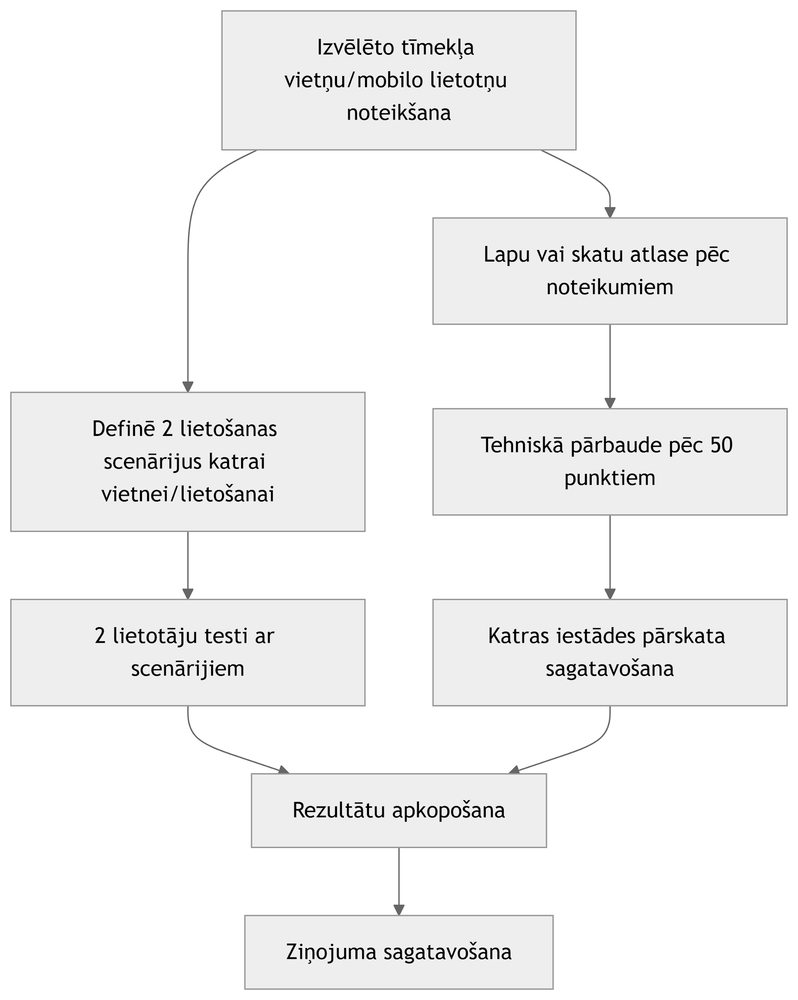 Izvēlēto tīmekļa
vietņu/mobilo lietotņu
noteikšana
Lapu vai skatu atlase pēc
noteikumiem
Definē 2 lietošanas
scenārijus katrai
vietnei/lietošanai
Tehniskā pārbaude pēc 50
punktiem
2 lietotāju testi ar
scenārijiem
Katras iestādes pārskata
sagatavošana
Rezultātu apkopošana
Ziņojuma sagatavošana